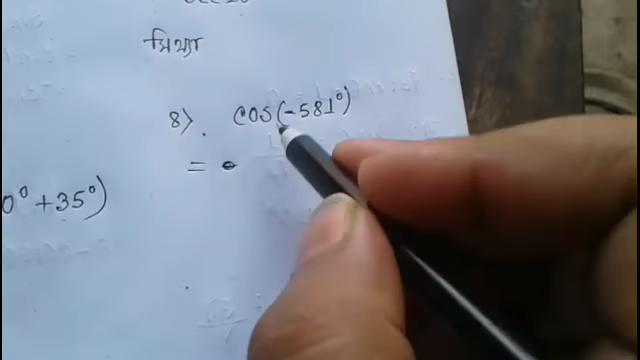 মিথ্যা
8). cos(-581°)
=
0° +35°)